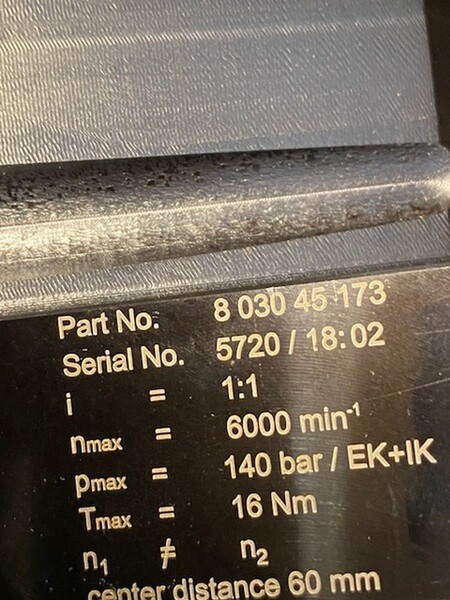 Part No: 8 030 45 173
Serial No. 5720 / 18:02
i = 1:1
nmax = 6000 min⁻¹
pmax = 140 bar / EK+IK
Tmax = 16 Nm
n₁ ≠ n₂
center distance 60 mm